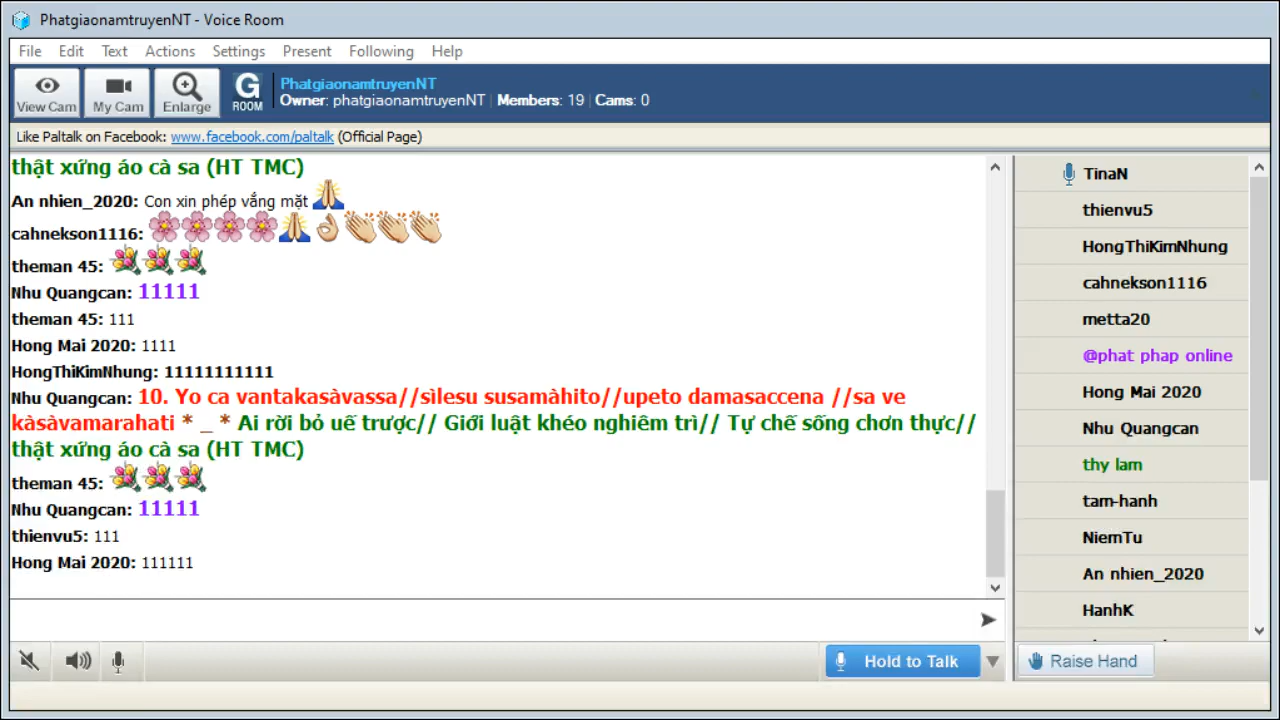 PhatgiaonamtruyenNT - Voice Room
File Edit Text Actions Settings Present Following Help
View Cam My Cam Enlarge G ROOM
PhatgiaonamtruyenNT
Owner: phatgiaonamtruyenNT | Members: 19 | Cams: 0
Like Paltalk on Facebook: www.facebook.com/paltalk (Official Page)
thật xứng áo cà sa (HT TMC)
An nhien_2020: Con xin phép vắng mặt
cahnekson1116:
theman 45:
Nhu Quangcan: 11111
theman 45: 111
Hong Mai 2020: 1111
HongThiKimNhung: 11111111111
Nhu Quangcan: 10. Yo ca vantakasàvassa//sìlesu susamàhito//upeto damasaccena //sa ve
kàsàvamarahati * _ * Ai rời bỏ uế trược// Giới luật khéo nghiêm trì// Tự chế sống chơn thực//
thật xứng áo cà sa (HT TMC)
theman 45:
Nhu Quangcan: 11111
thienvu5: 111
Hong Mai 2020: 111111
Hold to Talk
TinaN
thienvu5
HongThiKimNhung
cahnekson1116
metta20
@phat phap online
Hong Mai 2020
Nhu Quangcan
thy lam
tam-hanh
NiemTu
An nhien_2020
HanhK
Raise Hand